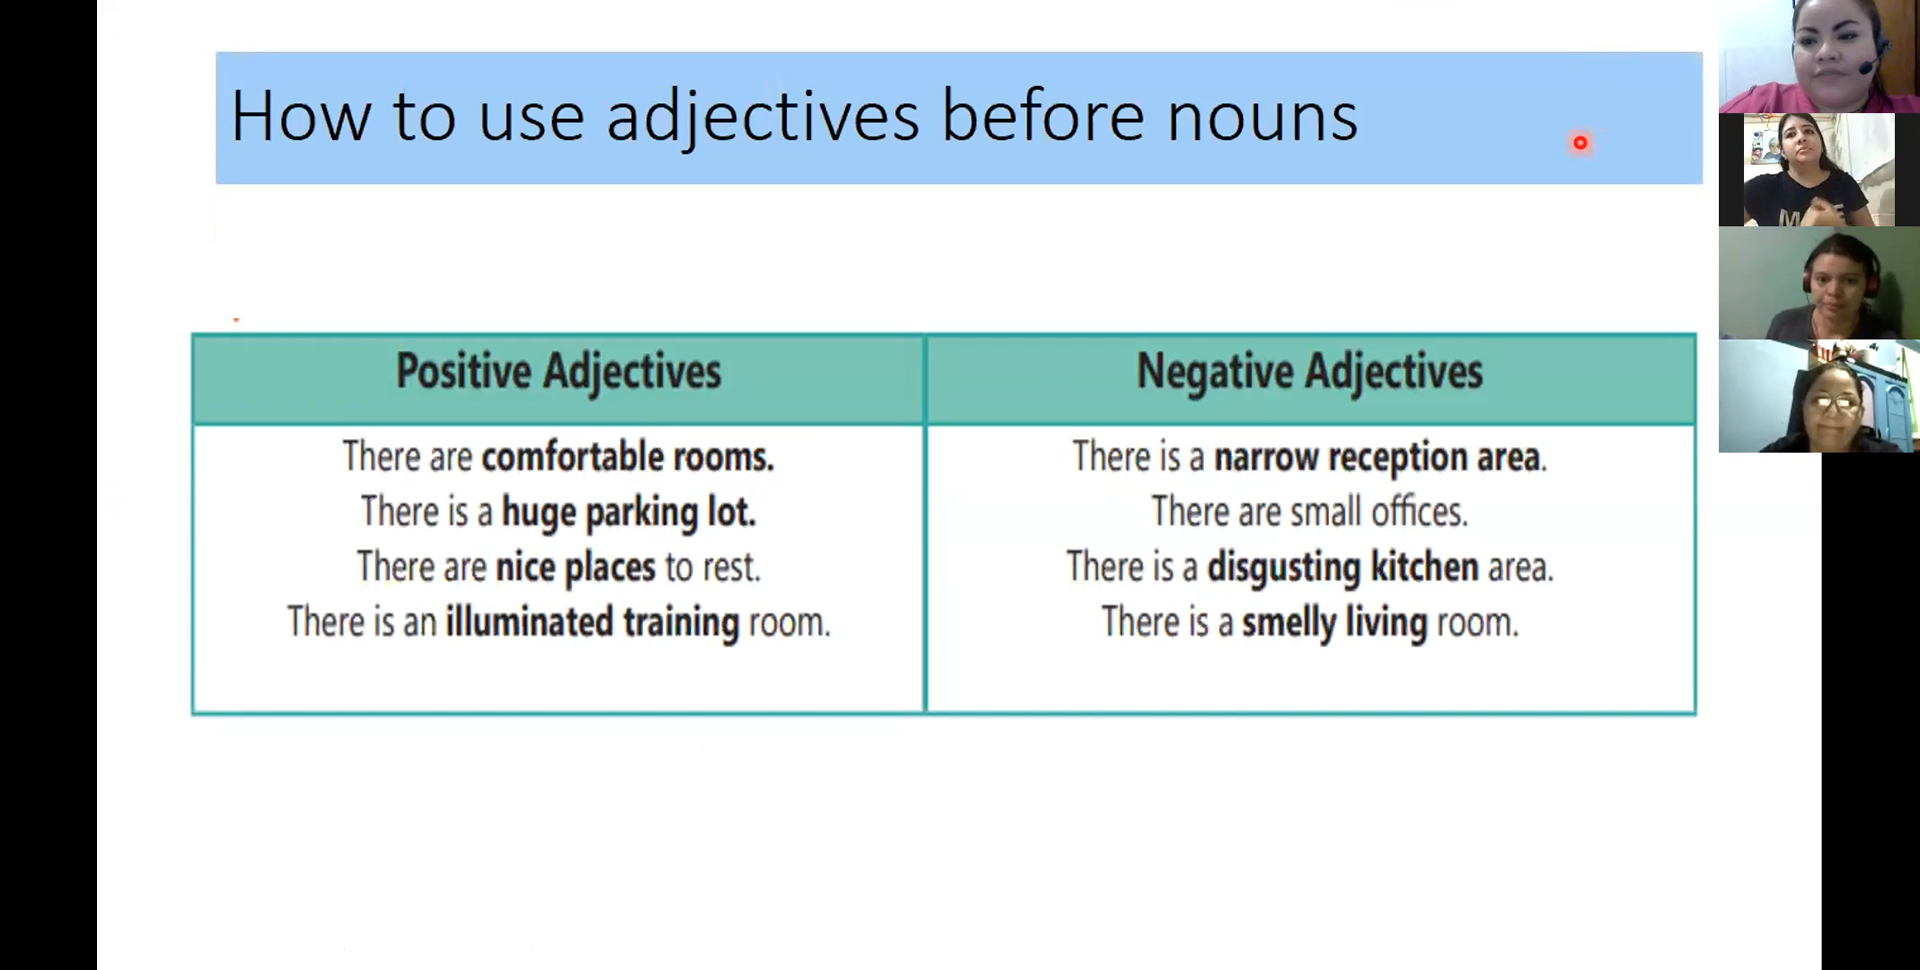 How to use adjectives before nouns
Positive Adjectives
Negative Adjectives
There are comfortable rooms.
There is a huge parking lot.
There are nice places to rest.
There is an illuminated training room.
There is a narrow reception area.
There are small offices.
There is a disgusting kitchen area.
There is a smelly living room.